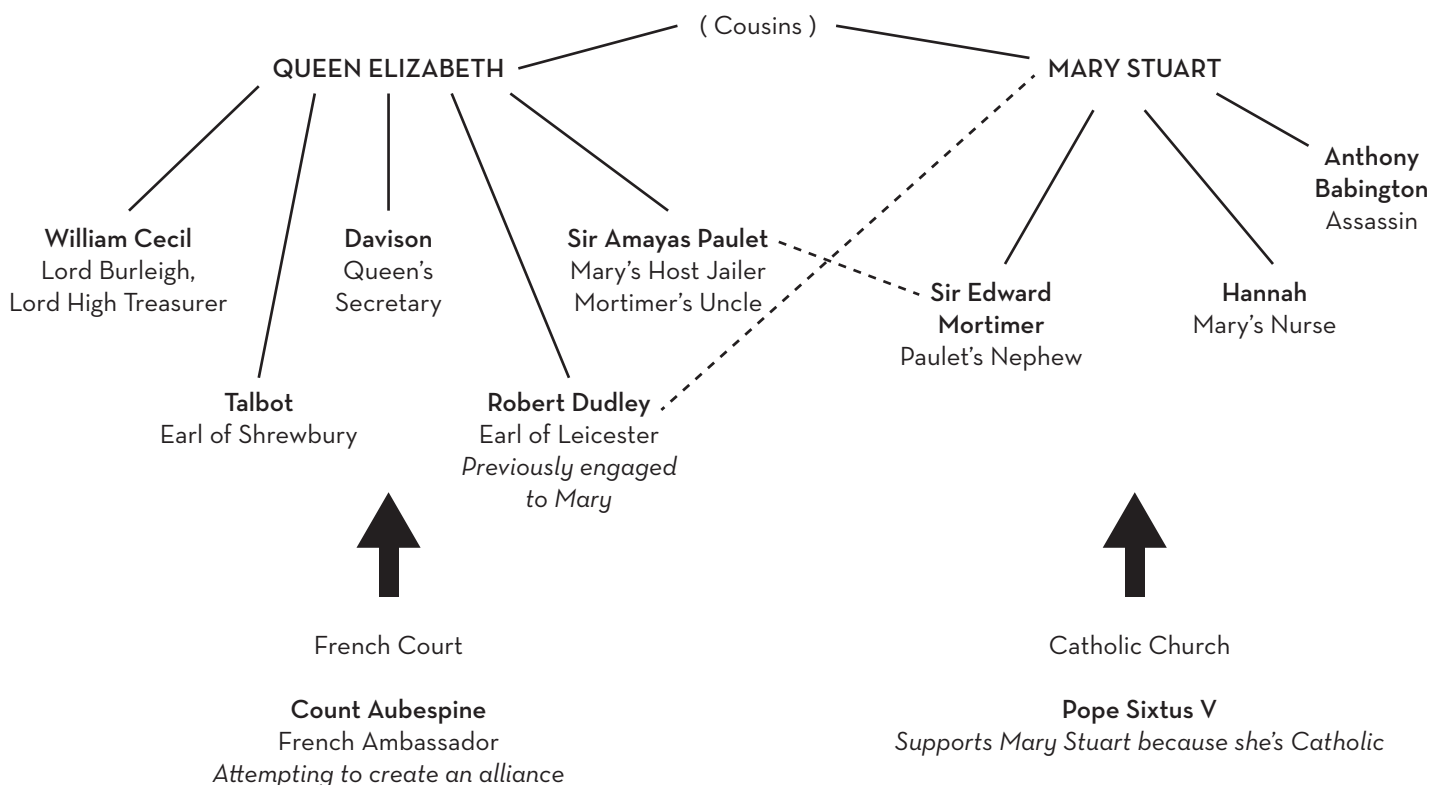 ( Cousins )
QUEEN ELIZABETH
MARY STUART
William Cecil
Lord Burleigh,
Lord High Treasurer
Davison
Queen's
Secretary
Sir Amayas Paulet
Mary's Host Jailer
Mortimer's Uncle
Talbot
Earl of Shrewbury
Robert Dudley
Earl of Leicester
Previously engaged
to Mary
Sir Edward
Mortimer
Paulet's Nephew
Hannah
Mary's Nurse
Anthony
Babington
Assassin
French Court
Count Aubespine
French Ambassador
Attempting to create an alliance
Catholic Church
Pope Sixtus V
Supports Mary Stuart because she's Catholic